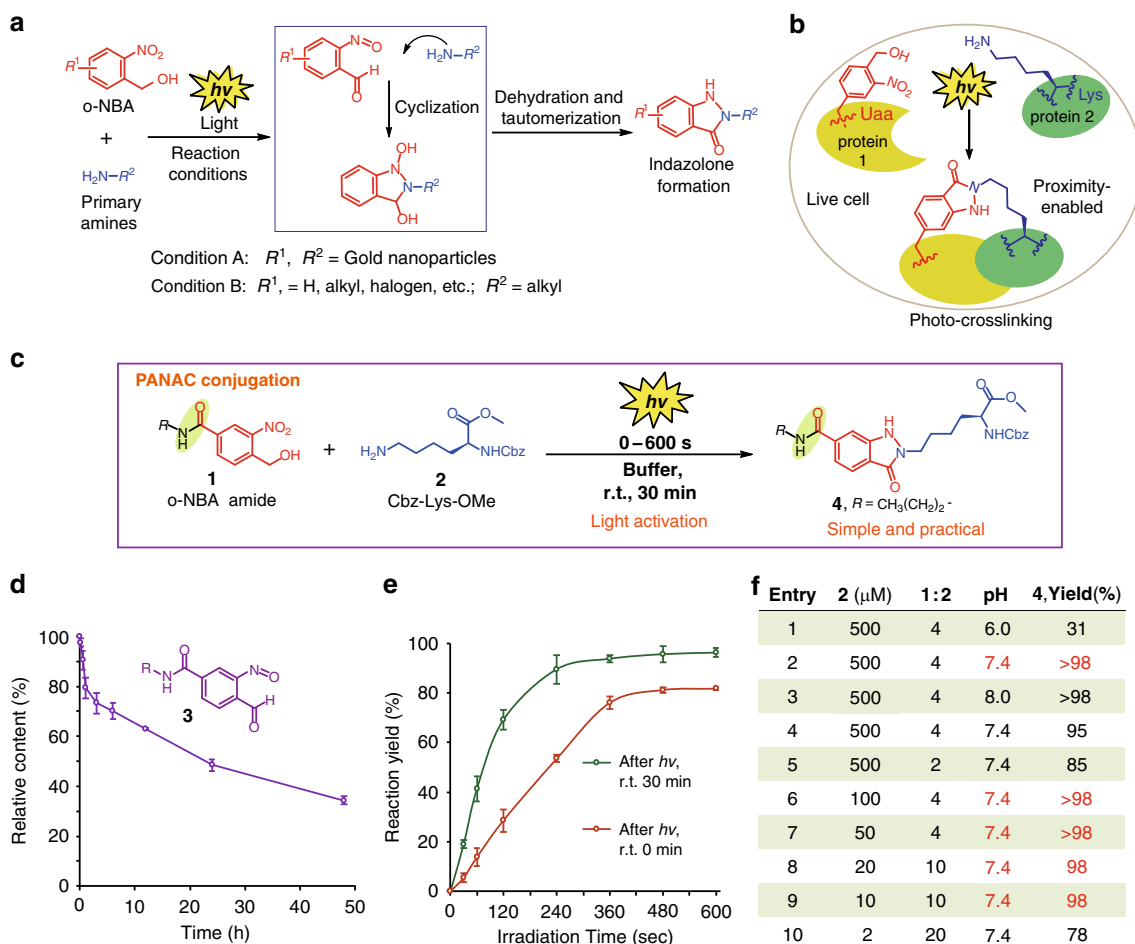 a
R¹
NO₂
OH
o-NBA
+
H₂N–R²
Primary
amines
hv
Light
Reaction
conditions
R¹
N=O
H
O
H₂N–R²
Cyclization
OH
N
N–R²
OH
Dehydration and
tautomerization
R¹
H
N
N–R²
O
Indazolone
formation
Condition A: R¹, R² = Gold nanoparticles
Condition B: R¹, = H, alkyl, halogen, etc.; R² = alkyl
b
OH
NO₂
Uaa
protein
1
hv
H₂N
Lys
protein 2
Live cell
O
N
NH
Proximity-
enabled
Photo-crosslinking
c
PANAC conjugation
R
N
H
O
NO₂
OH
1
o-NBA amide
+
O
OMe
H₂N
NHCbz
2
Cbz-Lys-OMe
hv
0–600 s
Buffer,
r.t., 30 min
Light activation
R
N
H
O
H
N
N
O
O
O
NHCbz
4, R = CH₃(CH₂)₂-
Simple and practical
d
Relative content (%)
100
80
60
40
20
0
0 10 20 30 40 50
Time (h)
R
N
H
O
N
O
H
O
3
e
Reaction yield (%)
100
80
60
40
20
0
0 120 240 360 480 600
Irradiation Time (sec)
After hv,
r.t. 30 min
After hv,
r.t. 0 min
f
Entry 2 (μM) 1:2 pH 4,Yield(%)
1 500 4 6.0 31
2 500 4 7.4 >98
3 500 4 8.0 >98
4 500 4 7.4 95
5 500 2 7.4 85
6 100 4 7.4 >98
7 50 4 7.4 >98
8 20 10 7.4 98
9 10 10 7.4 98
10 2 20 7.4 78